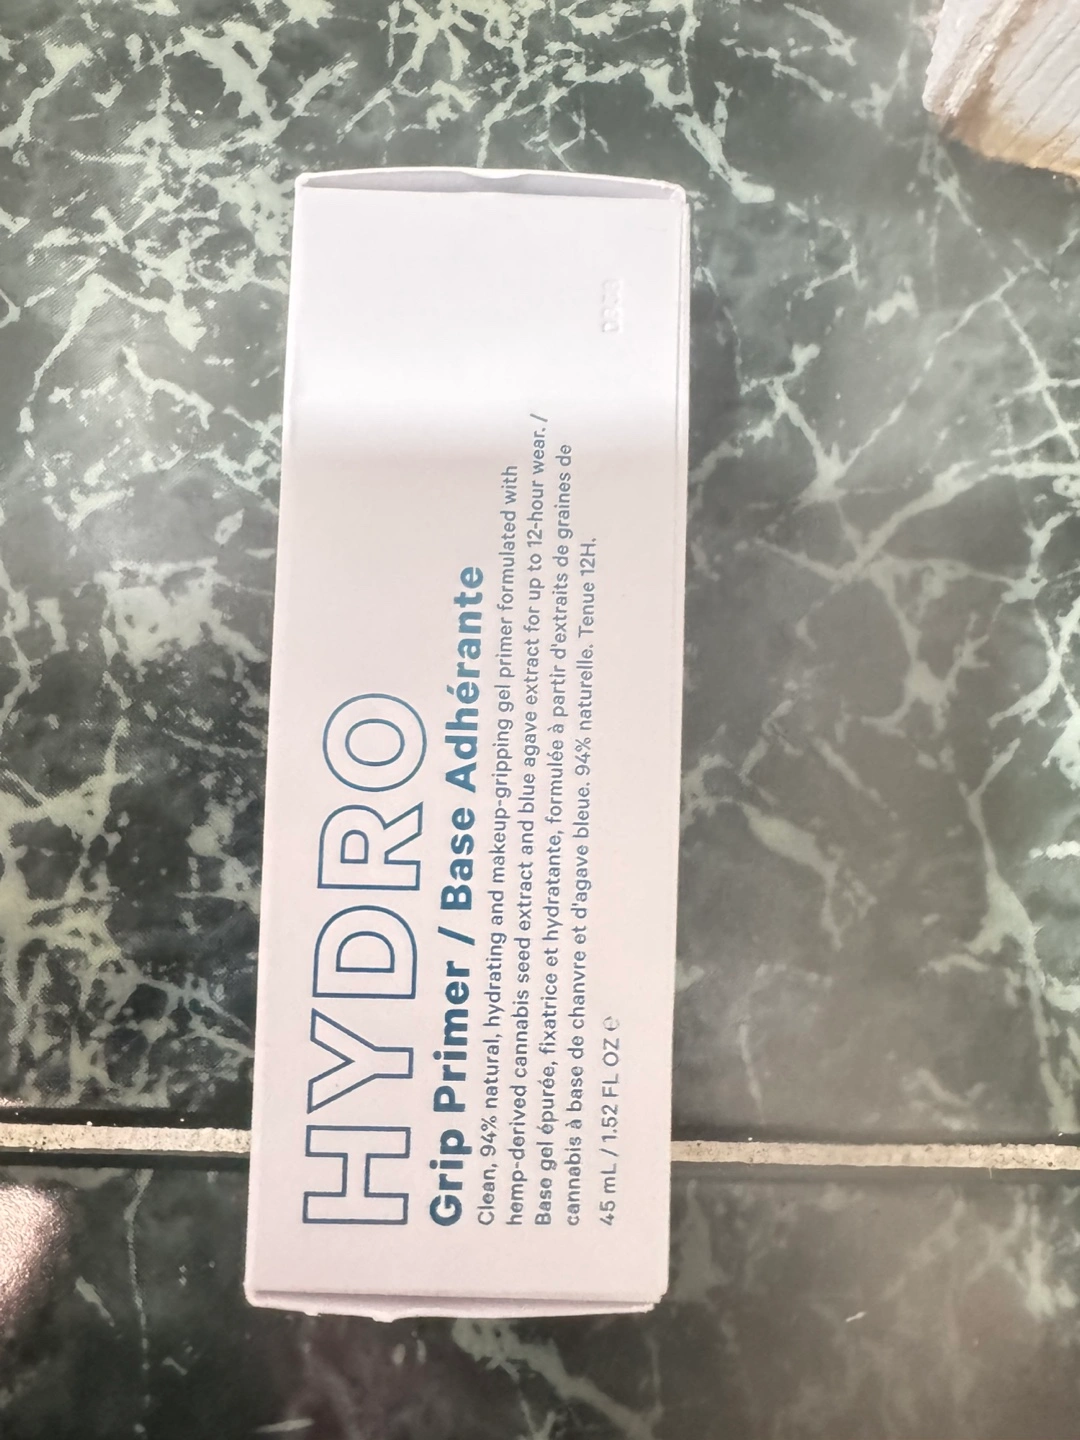 HYDRO
Grip Primer / Base Adhérante
Clean, 94% natural, hydrating and makeup-gripping gel primer formulated with
hemp-derived cannabis seed extract and blue agave extract for up to 12-hour wear. /
Base gel épurée, fixatrice et hydratante, formulée à partir d'extraits de graines de
cannabis à base de chanvre et d'agave bleue. 94% naturelle. Tenue 12H.
45 mL / 1.52 FL OZ ℮